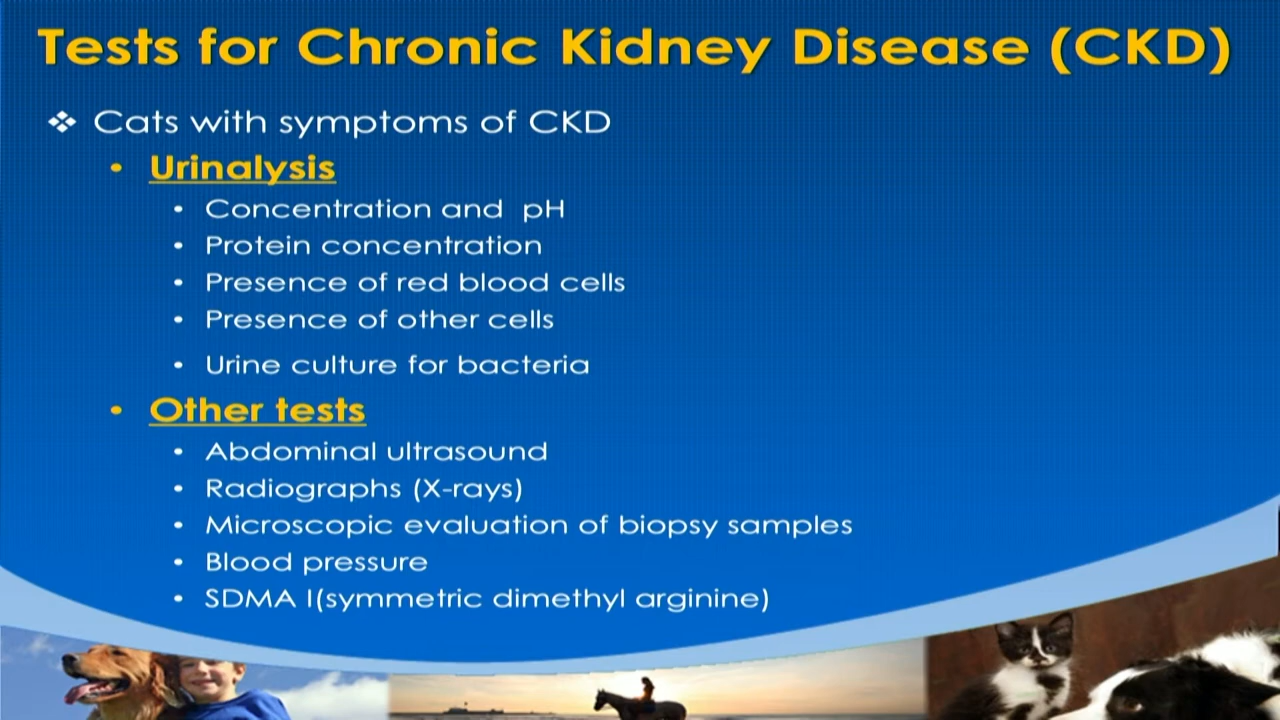 Tests for Chronic Kidney Disease (CKD)
❖ Cats with symptoms of CKD
• Urinalysis
• Concentration and pH
• Protein concentration
• Presence of red blood cells
• Presence of other cells
• Urine culture for bacteria
• Other tests
• Abdominal ultrasound
• Radiographs (X-rays)
• Microscopic evaluation of biopsy samples
• Blood pressure
• SDMA I(symmetric dimethyl arginine)